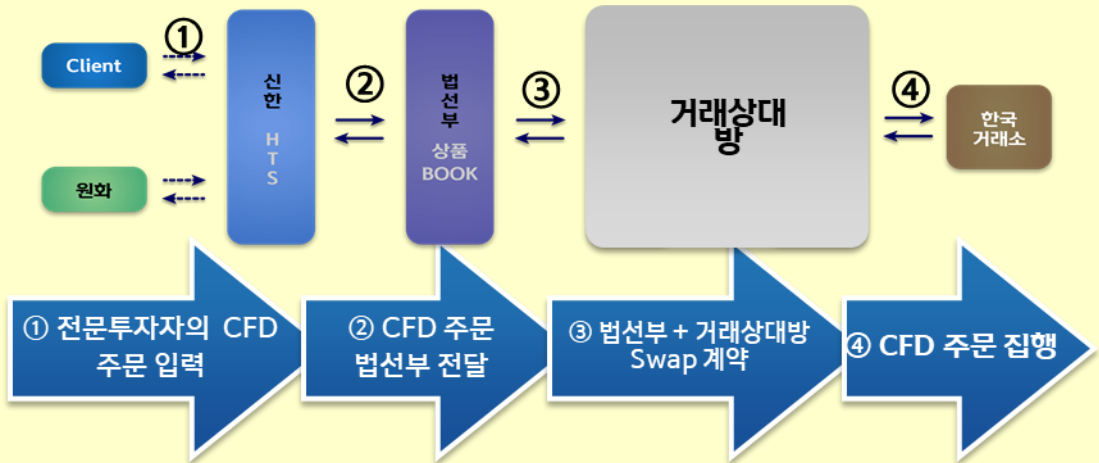 ①
②
③
④
Client
원화
신한 HTS
법선부 상품
BOOK
거래상대
방
한국
거래소
① 전문투자자의 CFD
주문 입력
② CFD 주문
법선부 전달
③ 법선부 + 거래상대방
Swap 계약
④ CFD 주문 집행